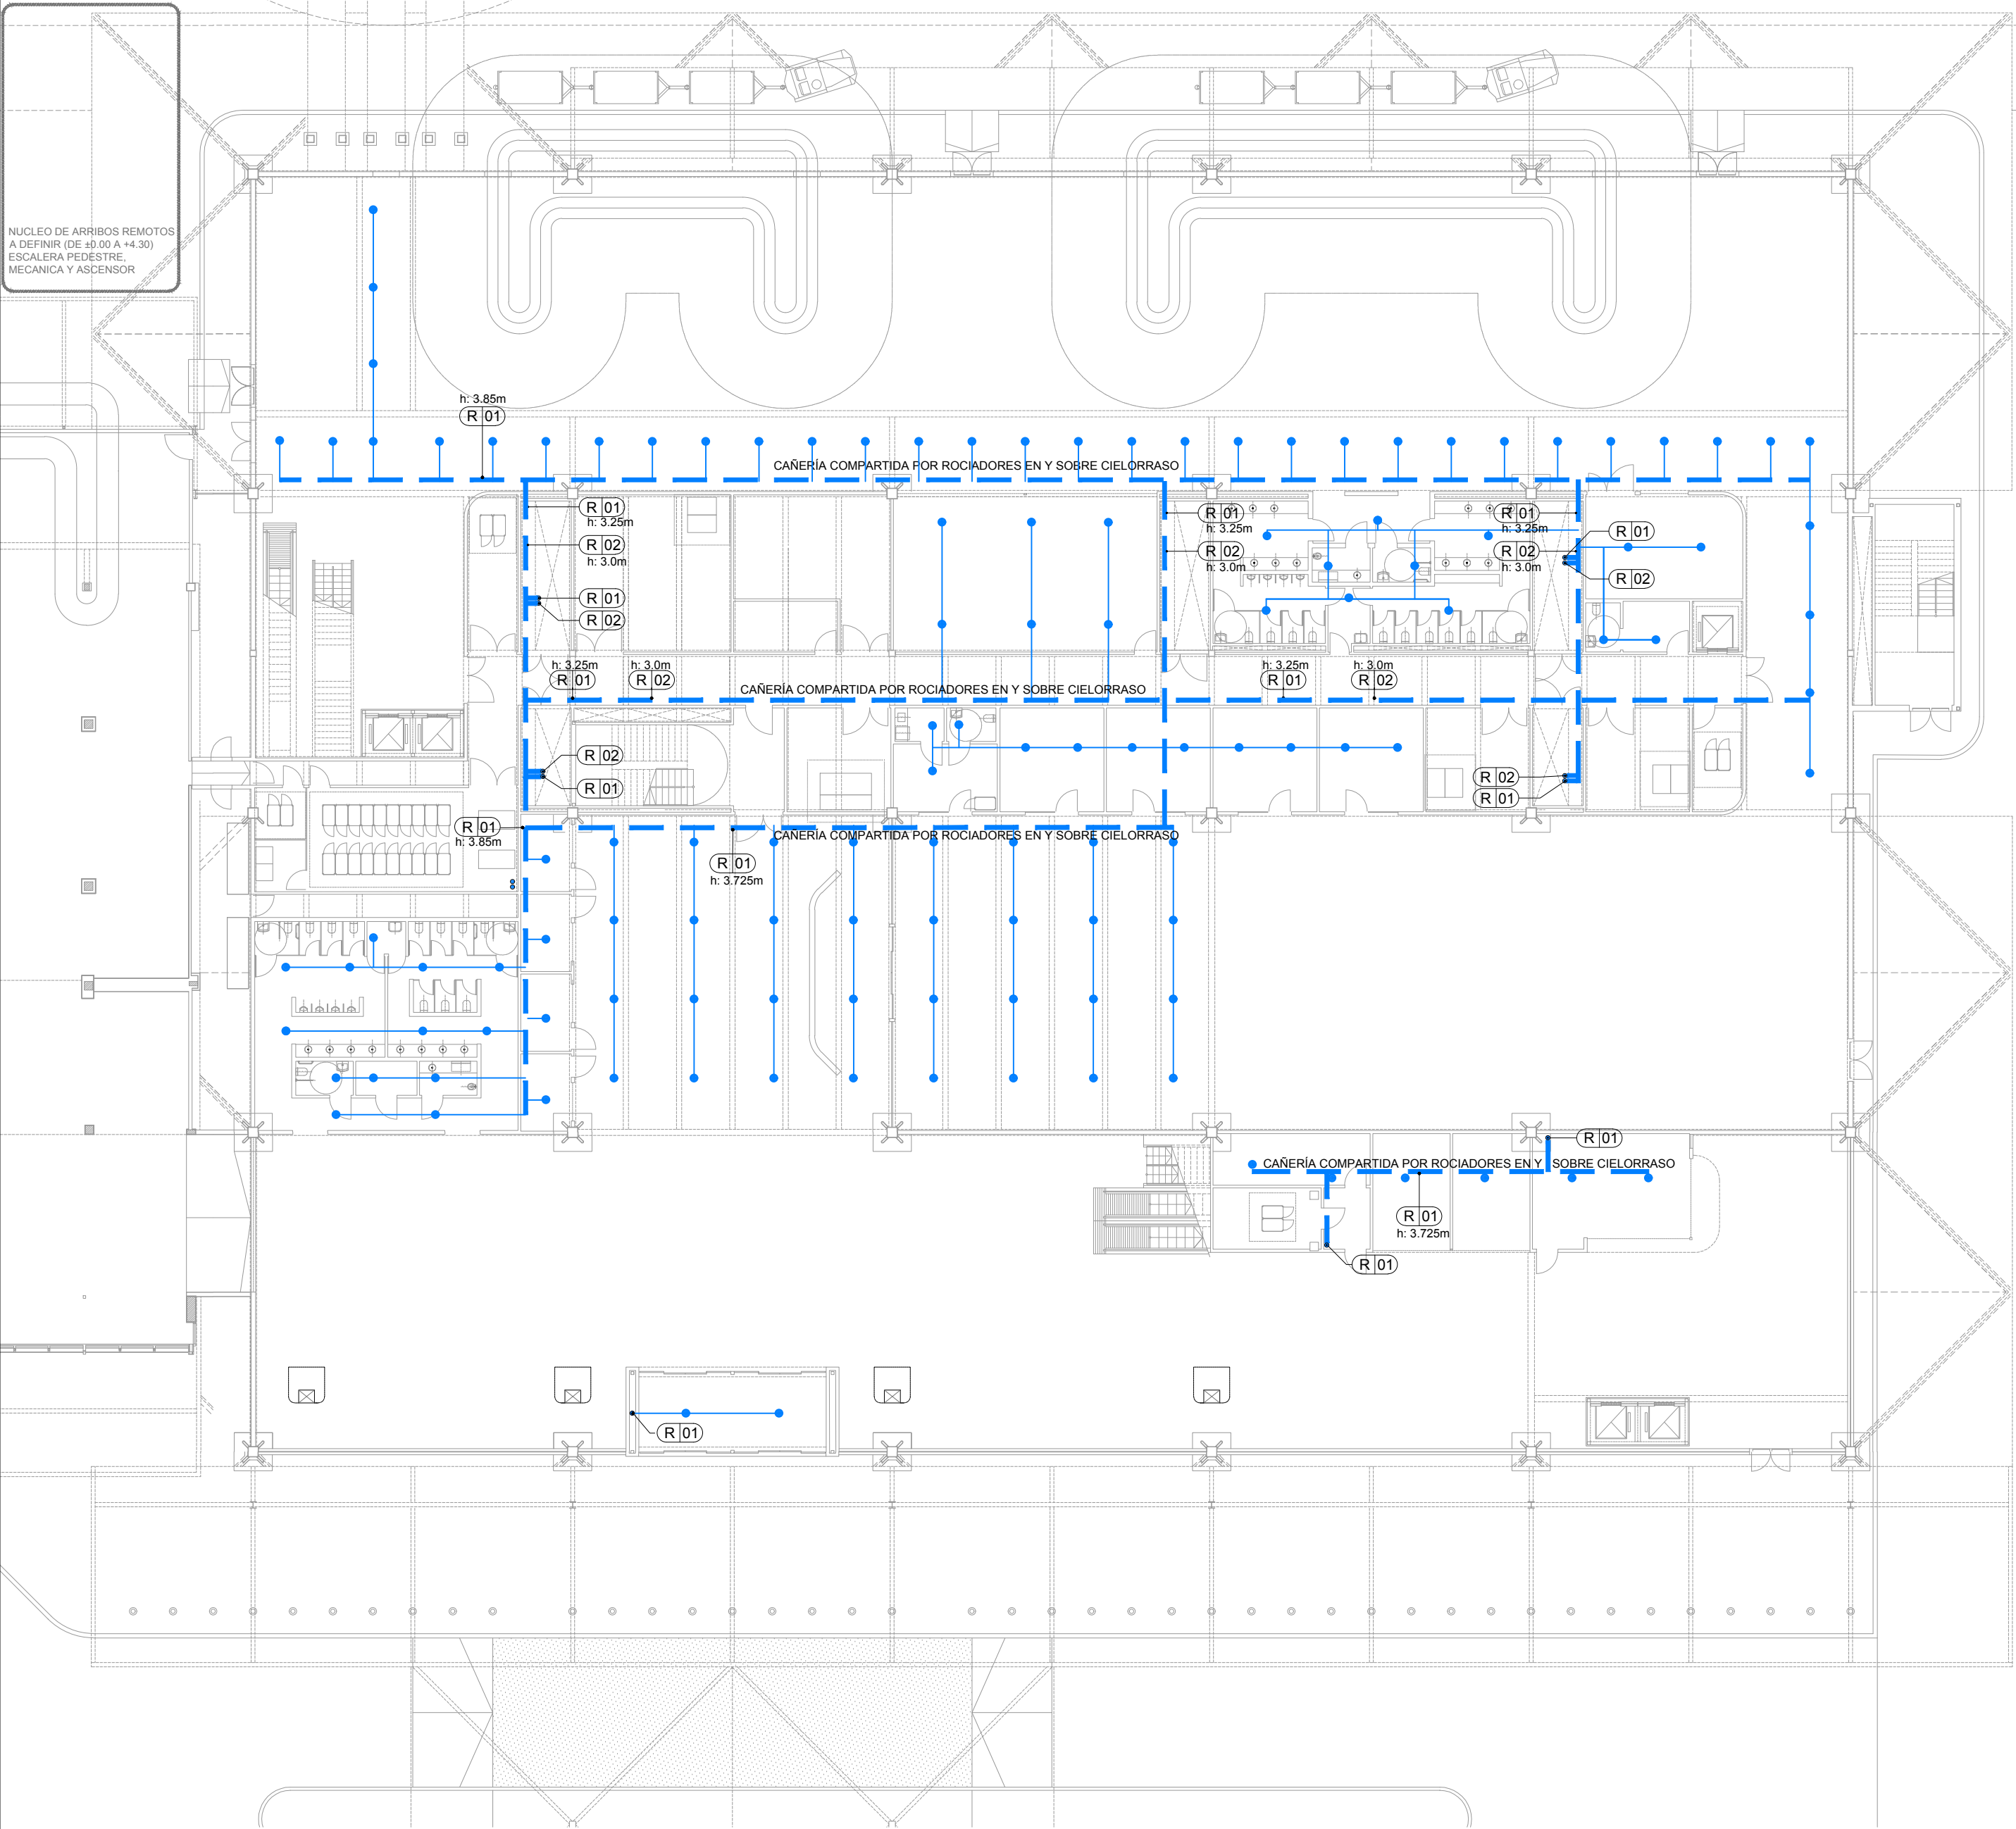 NUCLEO DE ARRIBOS REMOTOS
A DEFINIR (DE ±0.00 A +4.30)
ESCALERA PEDESTRE,
MECANICA Y ASCENSOR
h: 3.85m
R 01
CAÑERÍA COMPARTIDA POR ROCIADORES EN Y SOBRE CIELORRASO
R 01
h: 3.25m
R 02
h: 3.0m
R 01
R 02
R 01
h: 3.25m
R 02
h: 3.0m
R 01
h: 3.25m
R 02
h: 3.0m
R 01
R 02
h: 3.25m
R 01
h: 3.0m
R 02
CAÑERÍA COMPARTIDA POR ROCIADORES EN Y SOBRE CIELORRASO
h: 3.25m
R 01
h: 3.0m
R 02
R 02
R 01
R 02
R 01
R 01
h: 3.85m
CAÑERÍA COMPARTIDA POR ROCIADORES EN Y SOBRE CIELORRASO
R 01
h: 3.725m
R 01
CAÑERÍA COMPARTIDA POR ROCIADORES EN Y SOBRE CIELORRASO
R 01
h: 3.725m
R 01
R 01